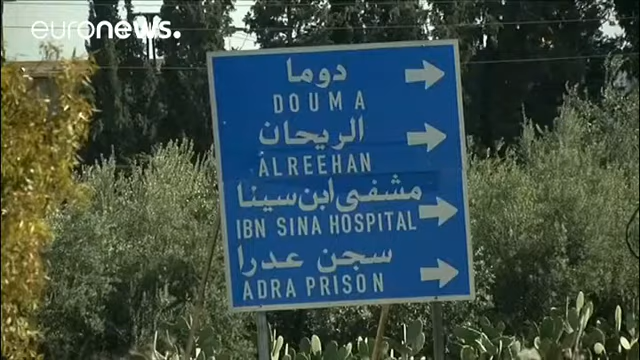 euronews.
دوما
DOUMA
الريحان
ALREEHAN
مشفى ابن سينا
IBN SINA HOSPITAL
سجن عدرا
ADRA PRISON